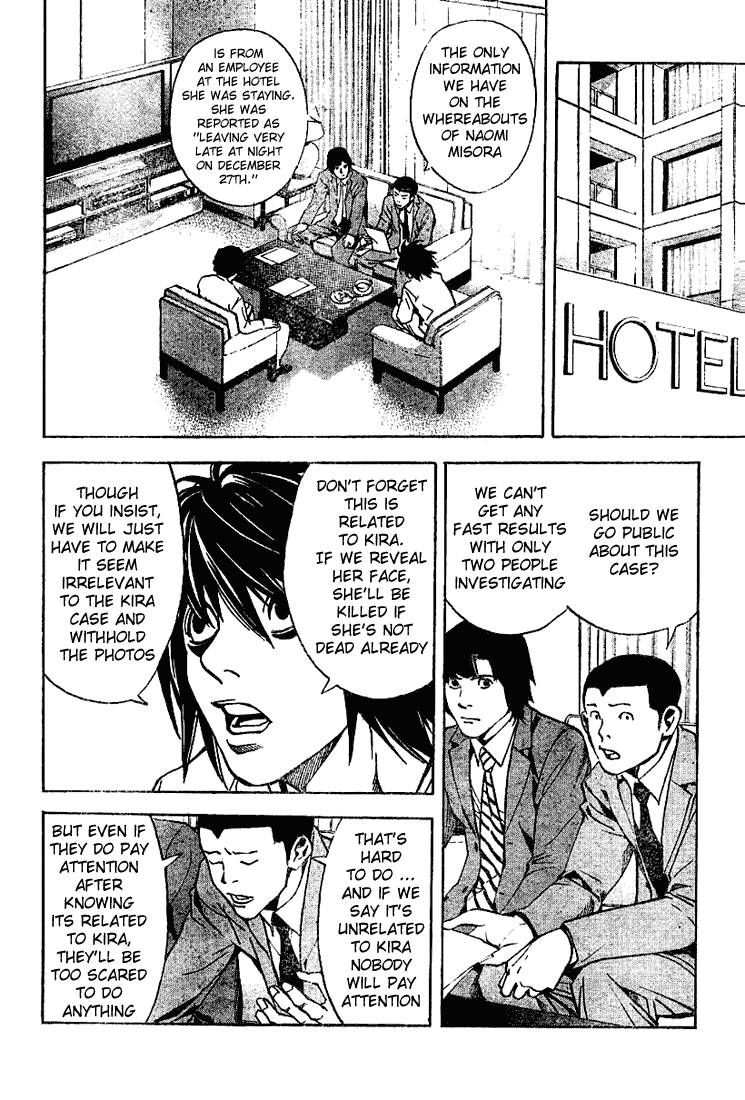 HOTEL
THE ONLY
INFORMATION
WE HAVE
ON THE
WHEREABOUTS
OF NAOMI
MISORA
IS FROM
AN EMPLOYEE
AT THE HOTEL
SHE WAS STAYING.
SHE WAS
REPORTED AS
"LEAVING VERY
LATE AT NIGHT
ON DECEMBER
27TH."
SHOULD WE
GO PUBLIC
ABOUT THIS
CASE?
WE CAN'T
GET ANY
FAST RESULTS
WITH ONLY
TWO PEOPLE
INVESTIGATING
DON'T FORGET
THIS IS
RELATED
TO KIRA.
IF WE REVEAL
HER FACE,
SHE'LL BE
KILLED IF
SHE'S NOT
DEAD ALREADY
THOUGH
IF YOU INSIST,
WE WILL JUST
HAVE TO MAKE
IT SEEM
IRRELEVANT
TO THE KIRA
CASE AND
WITHHOLD
THE PHOTOS
THAT'S
HARD
TO DO ...
AND IF WE
SAY IT'S
UNRELATED
TO KIRA
NOBODY
WILL PAY
ATTENTION
BUT EVEN IF
THEY DO PAY
ATTENTION
AFTER
KNOWING
ITS RELATED
TO KIRA,
THEY'LL BE
TOO SCARED
TO DO
ANYTHING